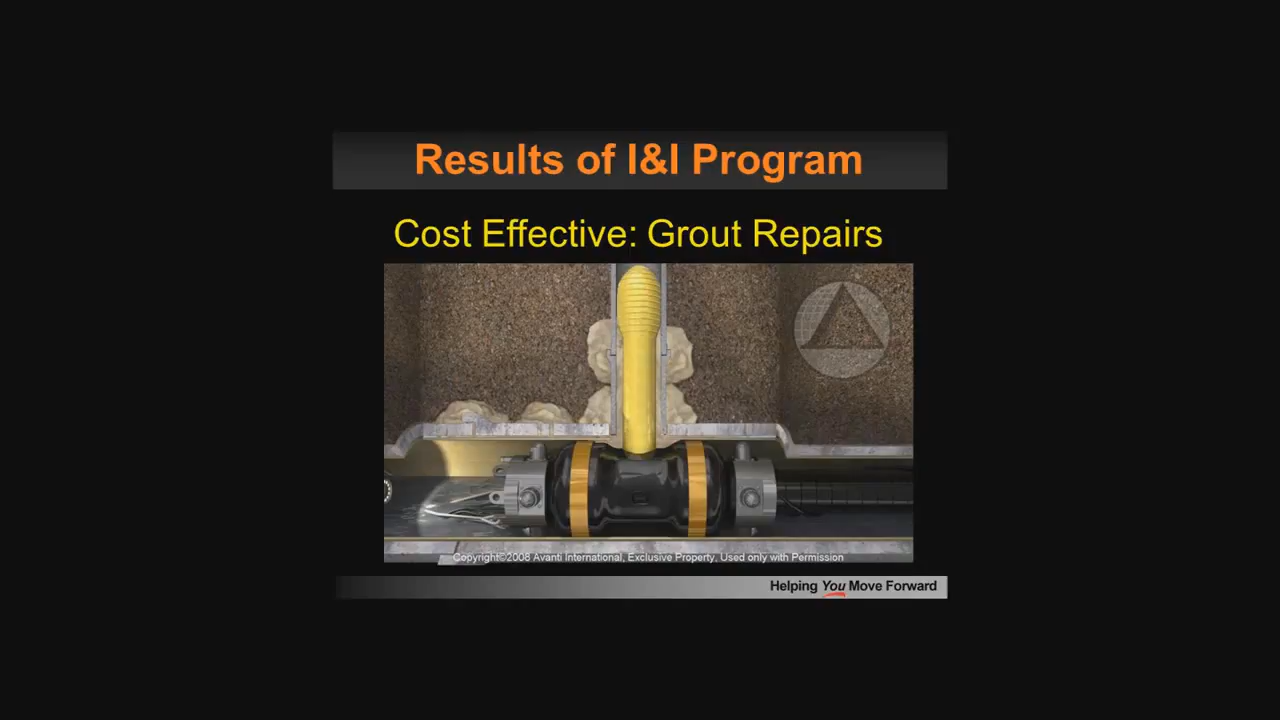 Results of I&I Program
Cost Effective: Grout Repairs
Copyright©2008 Avanti International, Exclusive Property, Used only with Permission
Helping You Move Forward